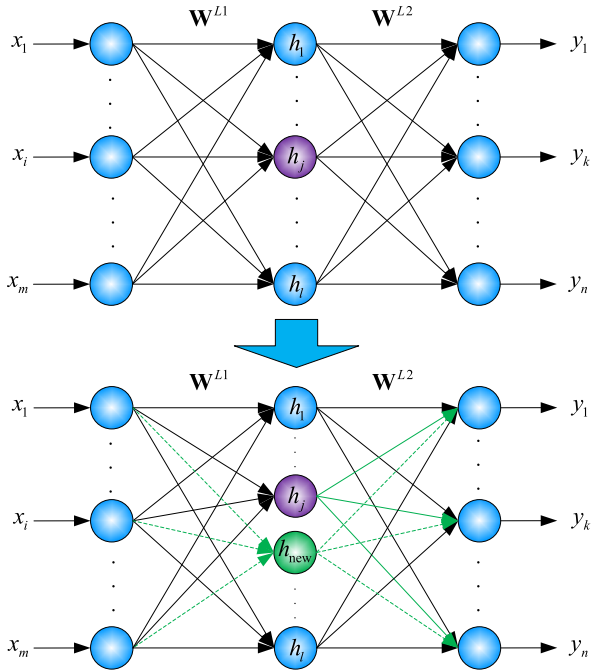 W^{L1} W^{L2}
x_1 h_1 y_1
x_i h_j y_k
x_m h_l y_n
W^{L1} W^{L2}
x_1 h_1 y_1
h_j
x_i y_k
h_new
x_m h_l y_n